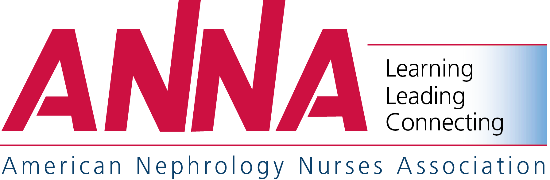 ANNA
Learning
Leading
Connecting
American Nephrology Nurses Association